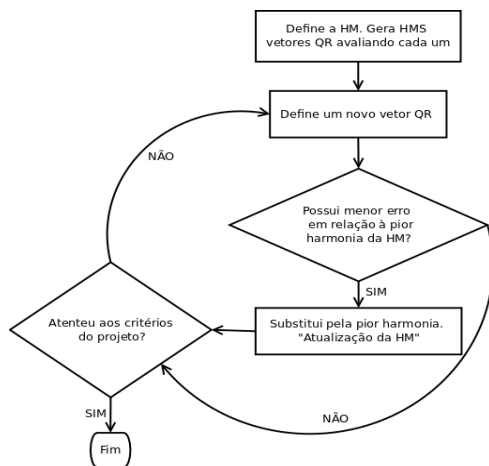 Define a HM. Gera HMS
vetores QR avaliando cada um
Define um novo vetor QR
NÃO
Possui menor erro
em relação à pior
harmonia da HM?
SIM
Substitui pela pior harmonia.
"Atualização da HM"
Atenteu aos critérios
do projeto?
NÃO
SIM
Fim